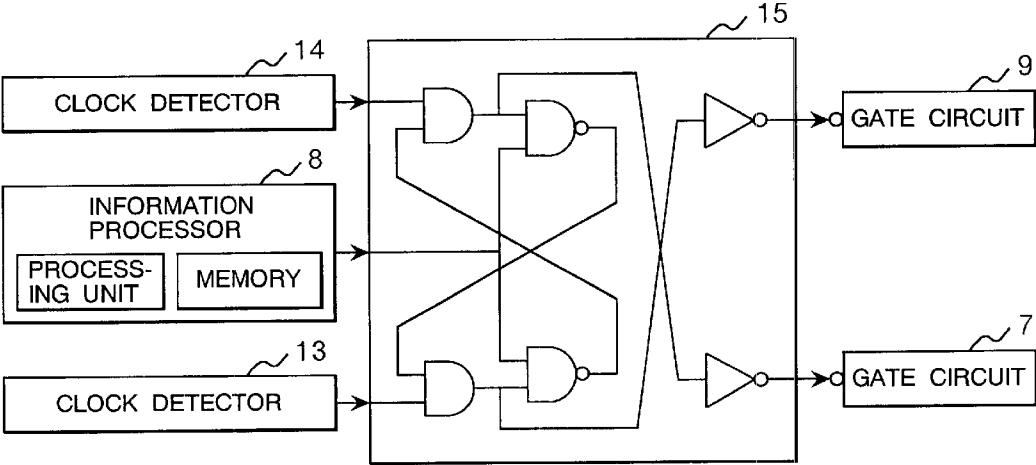 15
14
CLOCK DETECTOR
9
GATE CIRCUIT
8
INFORMATION
PROCESSOR
PROCESS-
ING UNIT
MEMORY
13
CLOCK DETECTOR
7
GATE CIRCUIT